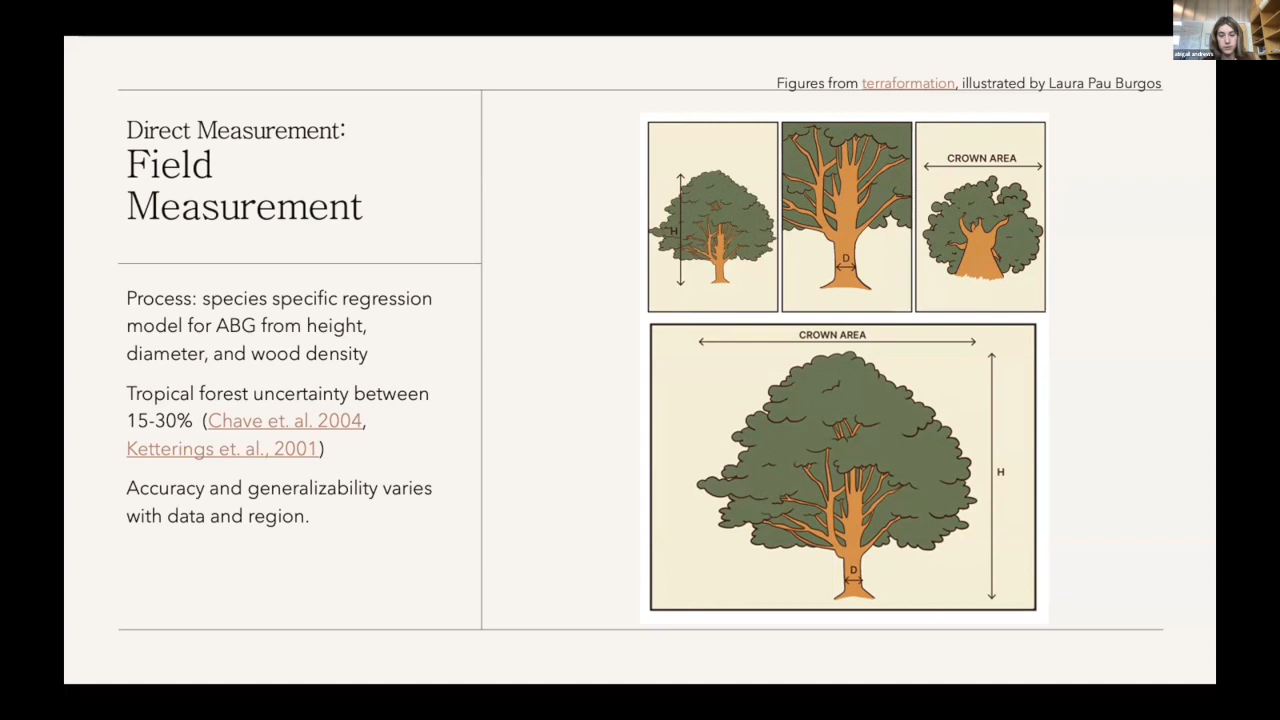 abigail andrews
Figures from terraformation, illustrated by Laura Pau Burgos
Direct Measurement:
Field
Measurement
Process: species specific regression
model for ABG from height,
diameter, and wood density
Tropical forest uncertainty between
15-30% (Chave et. al. 2004,
Ketterings et. al., 2001)
Accuracy and generalizability varies
with data and region.
H
D
CROWN AREA
CROWN AREA
H
D